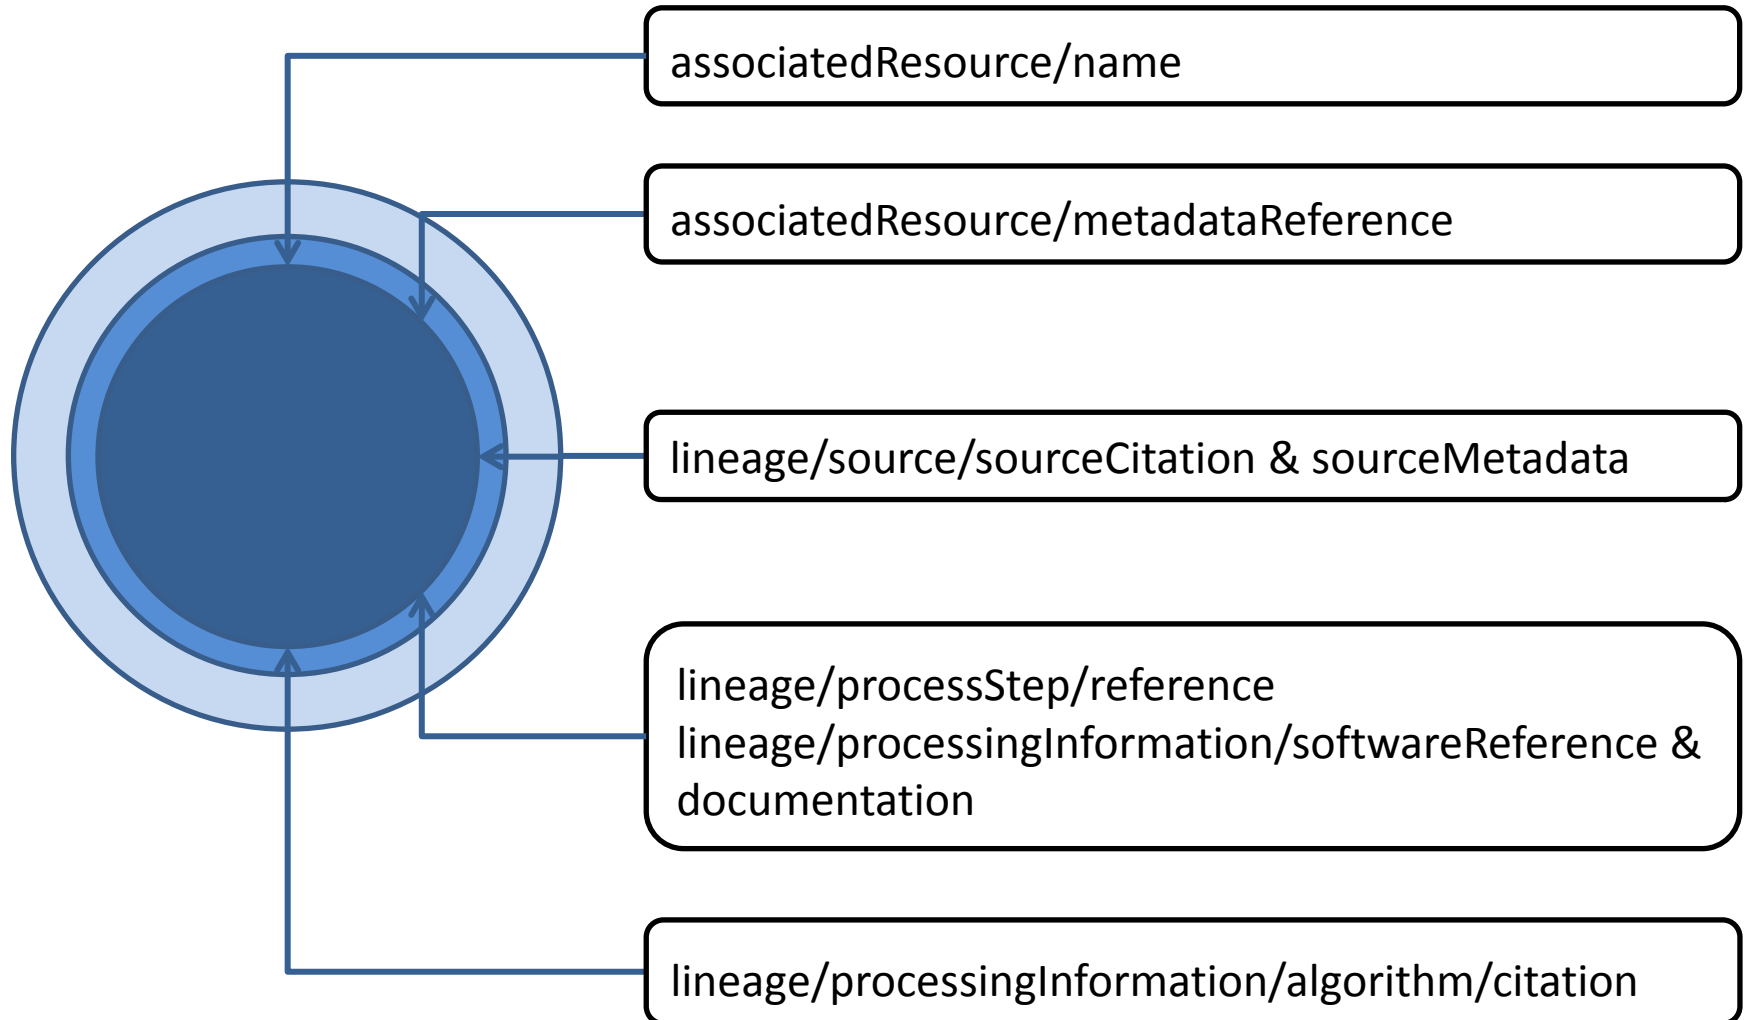 associatedResource/name
associatedResource/metadataReference
lineage/source/sourceCitation & sourceMetadata
lineage/processStep/reference
lineage/processingInformation/softwareReference &
documentation
lineage/processingInformation/algorithm/citation